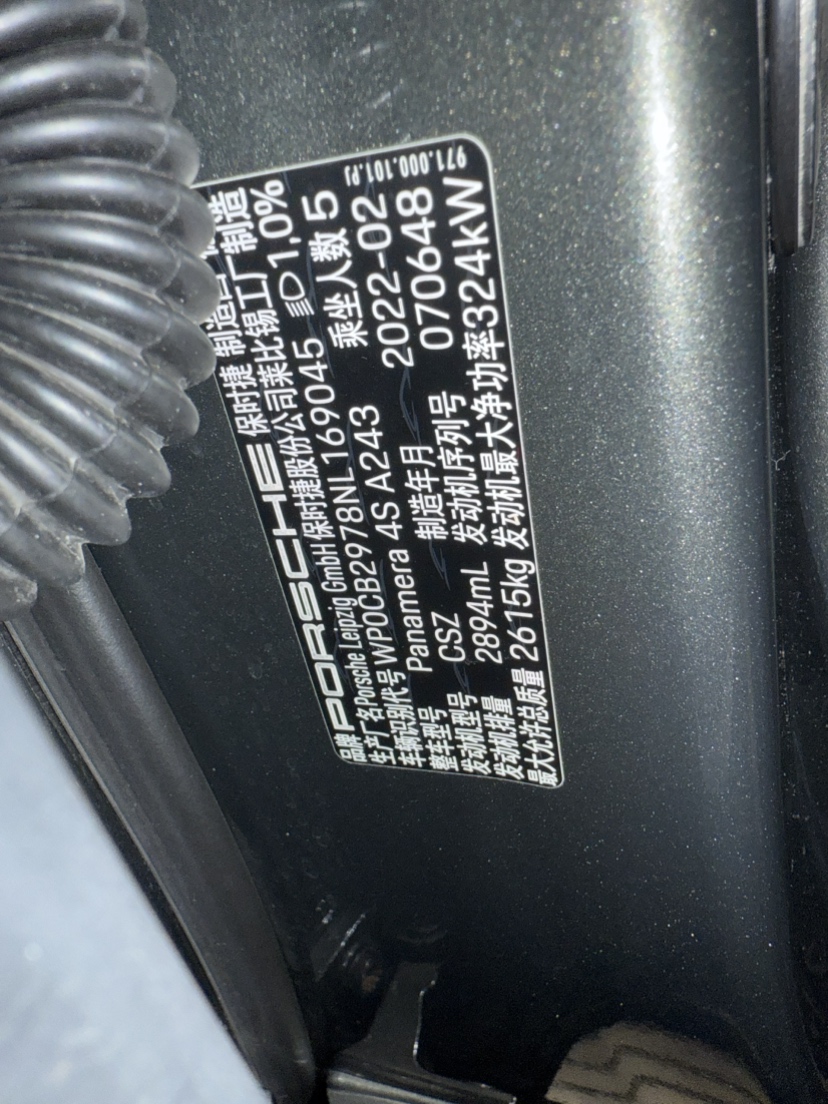 品牌 PORSCHE 保时捷 制造
生产厂名 Porsche Leipzig GmbH 保时捷股份公司莱比锡工厂 制造
车辆识别代号 WP0CB2978NL169045 1,0%
整车型号 Panamera 4S A243 乘坐人数 5
发动机型号 CSZ 制造年月 2022-02
发动机排量 2894mL 发动机序列号 070648
最大允许总质量 2615kg 发动机最大净功率 324kW
971.000.101.PJ